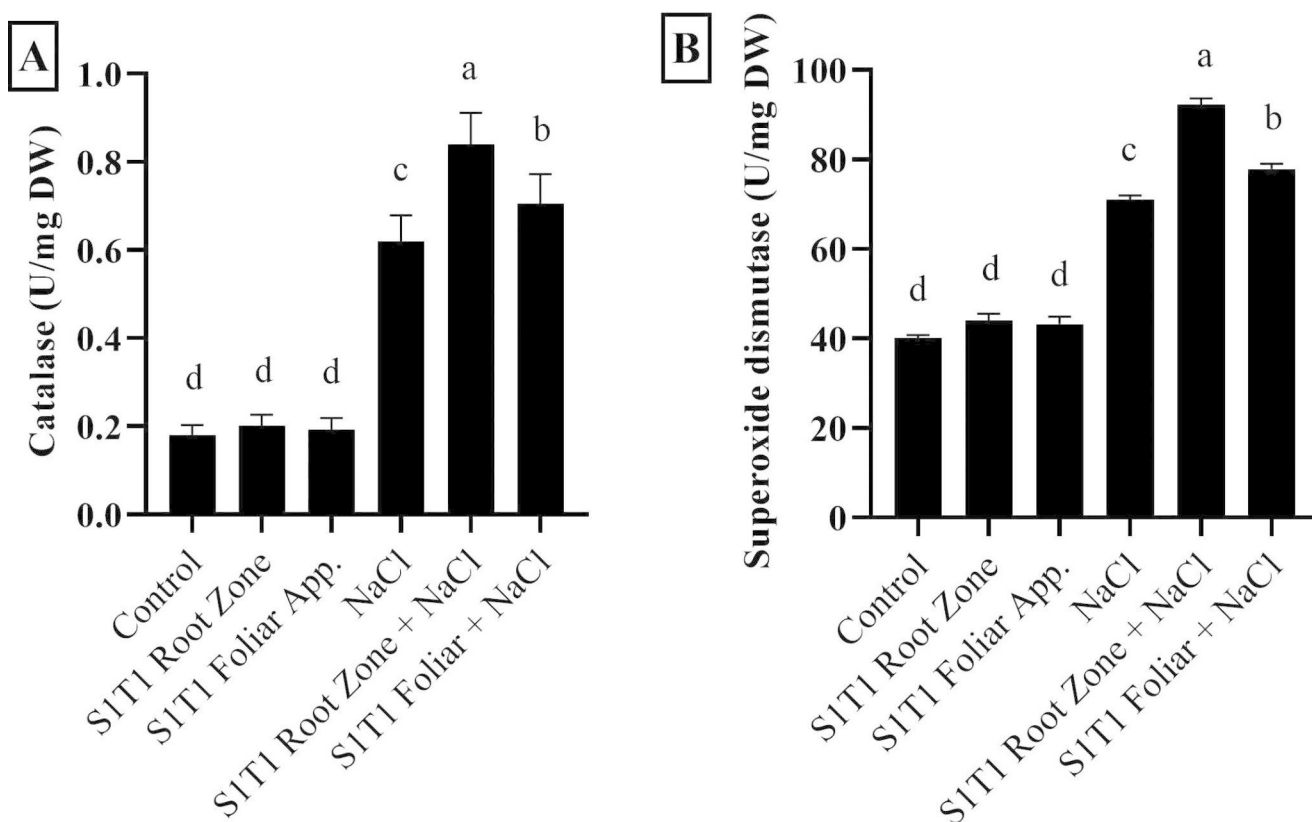 A
Catalase (U/mg DW)
1.0
0.8
0.6
0.4
0.2
0.0
d
d
d
c
a
b
Control
S1T1 Root Zone
S1T1 Foliar App.
NaCl
S1T1 Root Zone + NaCl
S1T1 Foliar + NaCl
B
Superoxide dismutase (U/mg DW)
100
80
60
40
20
0
d
d
d
c
a
b
Control
S1T1 Root Zone
S1T1 Foliar App.
NaCl
S1T1 Root Zone + NaCl
S1T1 Foliar + NaCl